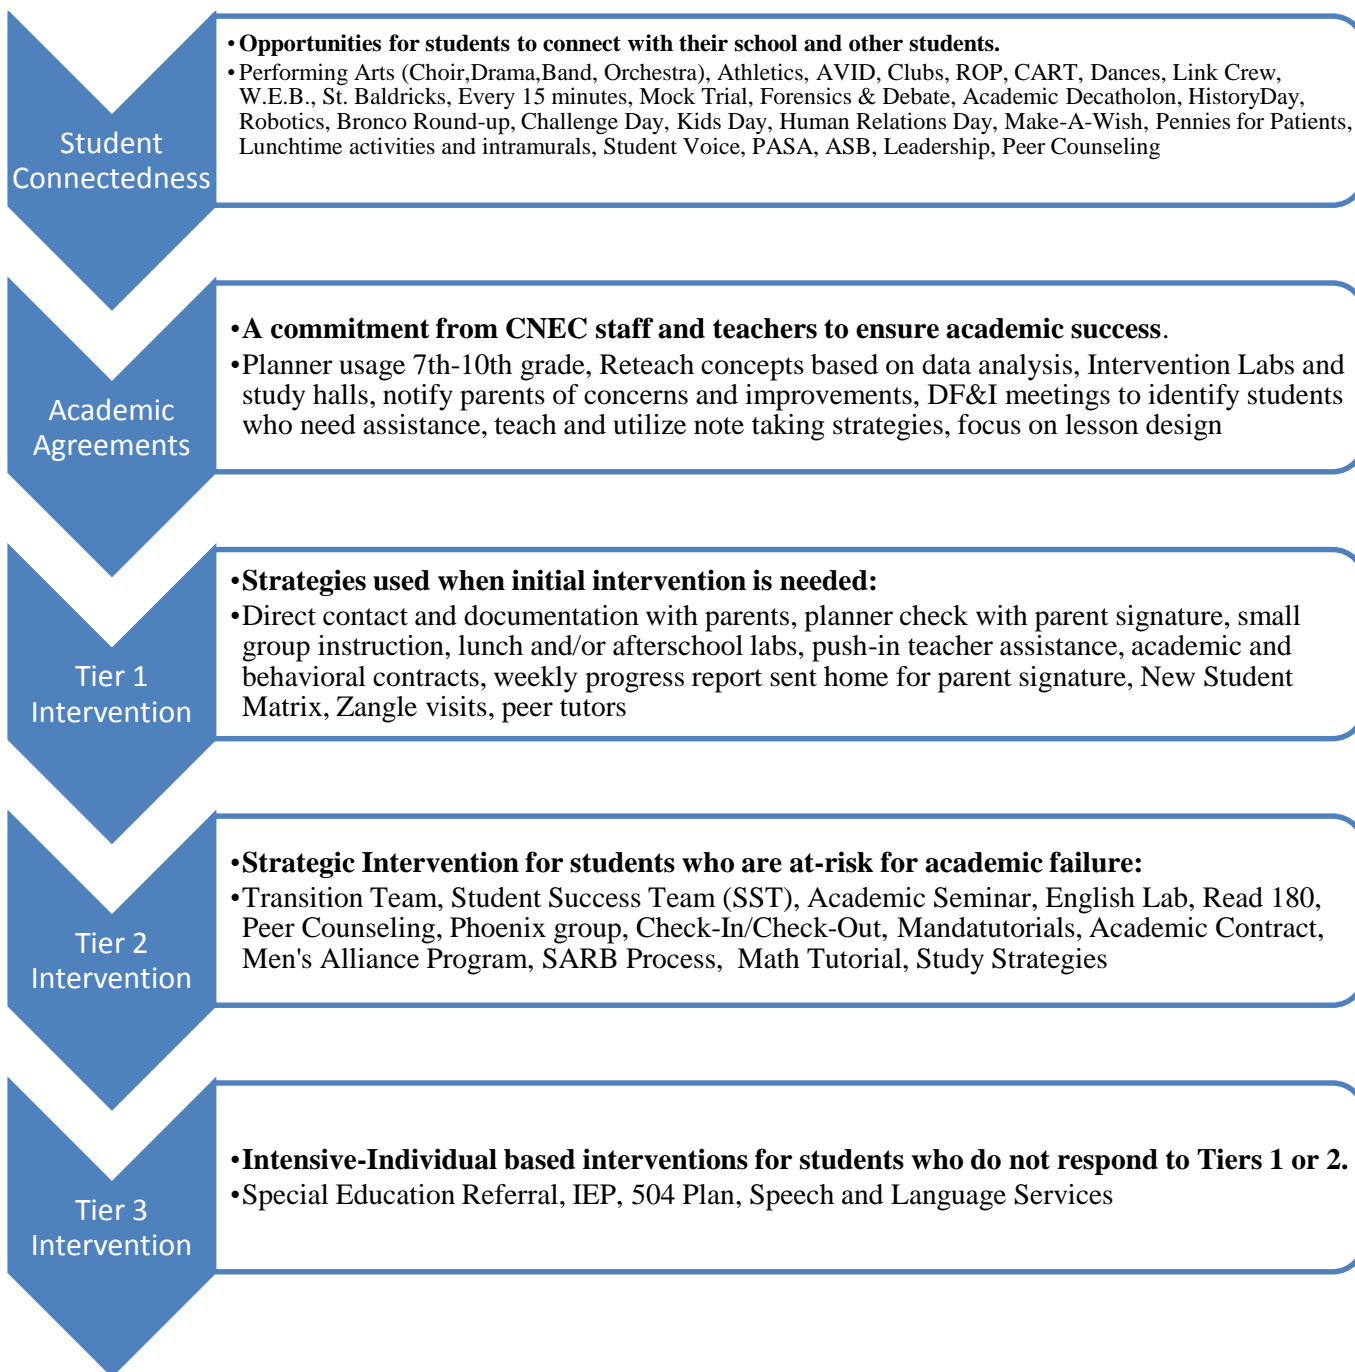 Student
Connectedness
• Opportunities for students to connect with their school and other students.
• Performing Arts (Choir,Drama,Band, Orchestra), Athletics, AVID, Clubs, ROP, CART, Dances, Link Crew,
W.E.B., St. Baldricks, Every 15 minutes, Mock Trial, Forensics & Debate, Academic Decatholon, HistoryDay,
Robotics, Bronco Round-up, Challenge Day, Kids Day, Human Relations Day, Make-A-Wish, Pennies for Patients,
Lunchtime activities and intramurals, Student Voice, PASA, ASB, Leadership, Peer Counseling
Academic
Agreements
•A commitment from CNEC staff and teachers to ensure academic success.
•Planner usage 7th-10th grade, Reteach concepts based on data analysis, Intervention Labs and
study halls, notify parents of concerns and improvements, DF&I meetings to identify students
who need assistance, teach and utilize note taking strategies, focus on lesson design
Tier 1
Intervention
•Strategies used when initial intervention is needed:
•Direct contact and documentation with parents, planner check with parent signature, small
group instruction, lunch and/or afterschool labs, push-in teacher assistance, academic and
behavioral contracts, weekly progress report sent home for parent signature, New Student
Matrix, Zangle visits, peer tutors
Tier 2
Intervention
•Strategic Intervention for students who are at-risk for academic failure:
•Transition Team, Student Success Team (SST), Academic Seminar, English Lab, Read 180,
Peer Counseling, Phoenix group, Check-In/Check-Out, Mandatutorials, Academic Contract,
Men's Alliance Program, SARB Process, Math Tutorial, Study Strategies
Tier 3
Intervention
•Intensive-Individual based interventions for students who do not respond to Tiers 1 or 2.
•Special Education Referral, IEP, 504 Plan, Speech and Language Services